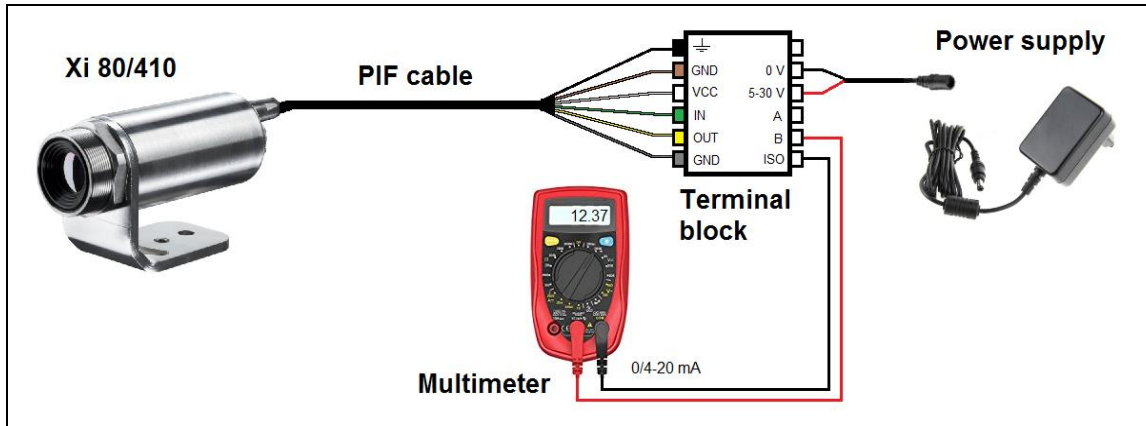 Xi 80/410
PIF cable
Power supply
GND
VCC
IN
OUT
GND
0 V
5-30 V
A
B
ISO
Terminal
block
12.37
Multimeter
0/4-20 mA